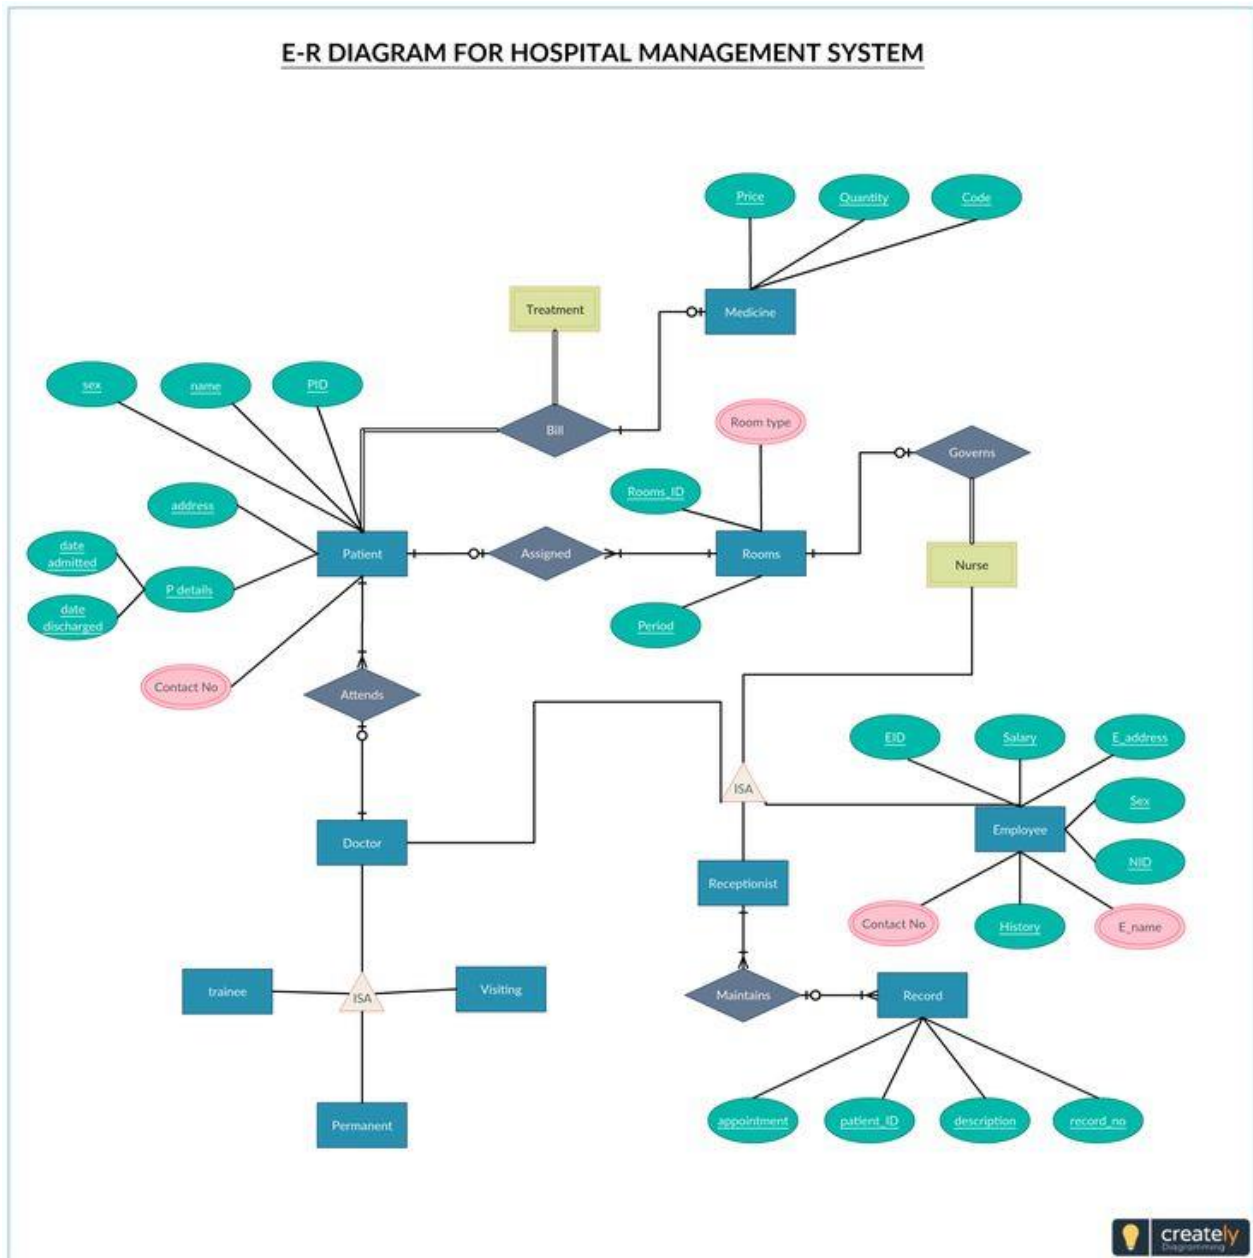 E-R DIAGRAM FOR HOSPITAL MANAGEMENT SYSTEM
Price
Quantity
Code
Treatment
Medicine
sex
name
PID
Bill
Room type
Governs
Rooms_ID
address
date
admitted
Patient
Assigned
Rooms
Nurse
P details
date
discharged
Period
Contact No
Attends
EID
Salary
E_address
ISA
Sex
Doctor
Employee
NID
Receptionist
Contact No
History
E_name
trainee
ISA
Visiting
Maintains
Record
Permanent
appointment
patient_ID
description
record_no
creately
Diagramming